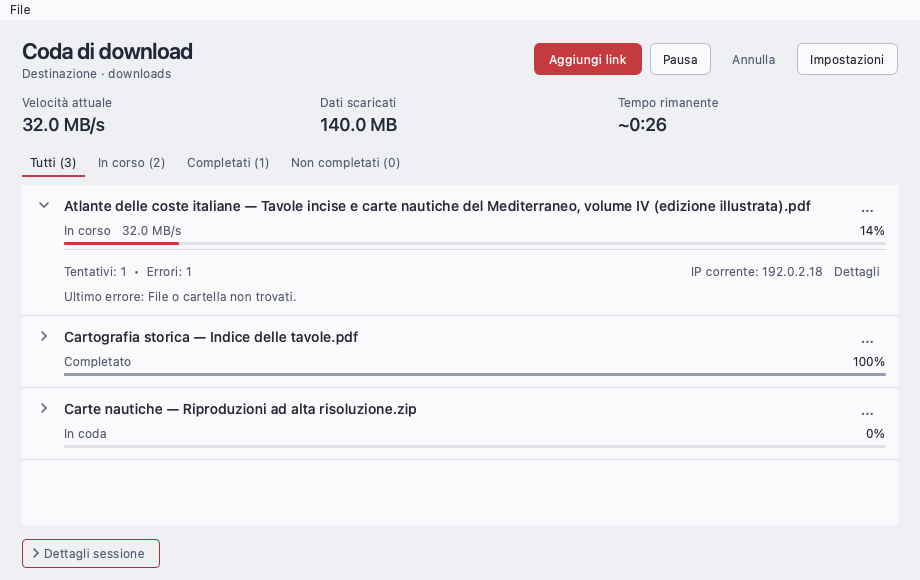 File
Coda di download
Destinazione · downloads
Aggiungi link
Pausa
Annulla
Impostazioni
Velocità attuale
32.0 MB/s
Dati scaricati
140.0 MB
Tempo rimanente
~0:26
Tutti (3)
In corso (2)
Completati (1)
Non completati (0)
Atlante delle coste italiane — Tavole incise e carte nautiche del Mediterraneo, volume IV (edizione illustrata).pdf
...
In corso 32.0 MB/s
14%
Tentativi: 1 • Errori: 1
IP corrente: 192.0.2.18
Dettagli
Ultimo errore: File o cartella non trovati.
Cartografia storica — Indice delle tavole.pdf
...
Completato
100%
Carte nautiche — Riproduzioni ad alta risoluzione.zip
...
In coda
0%
Dettagli sessione